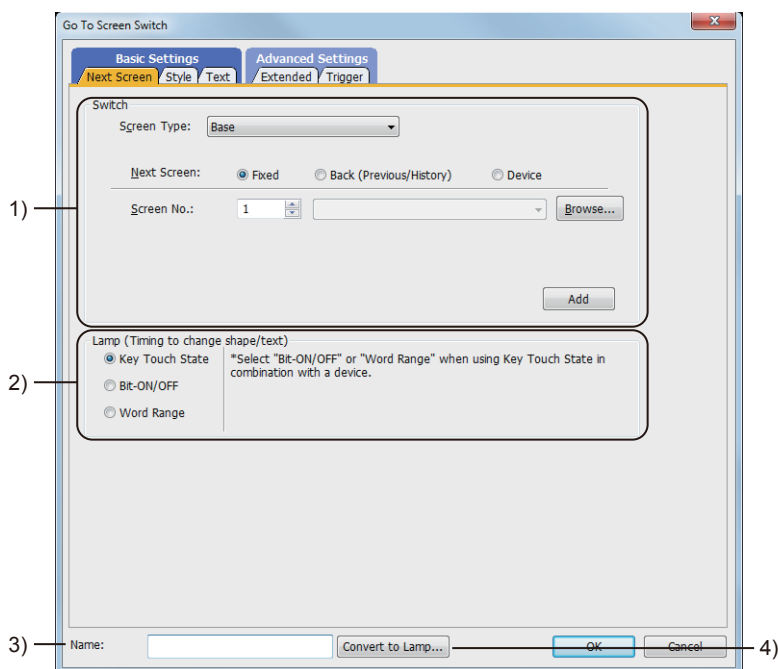 Go To Screen Switch
Basic Settings Advanced Settings
Next Screen Style Text Extended Trigger
Switch
Screen Type: Base
Next Screen: Fixed Back (Previous/History) Device
1)
Screen No.: 1 Browse...
Add
Lamp (Timing to change shape/text)
Key Touch State *Select "Bit-ON/OFF" or "Word Range" when using Key Touch State in
combination with a device.
2)
Bit-ON/OFF
Word Range
3) Name: Convert to Lamp... OK Cancel 4)